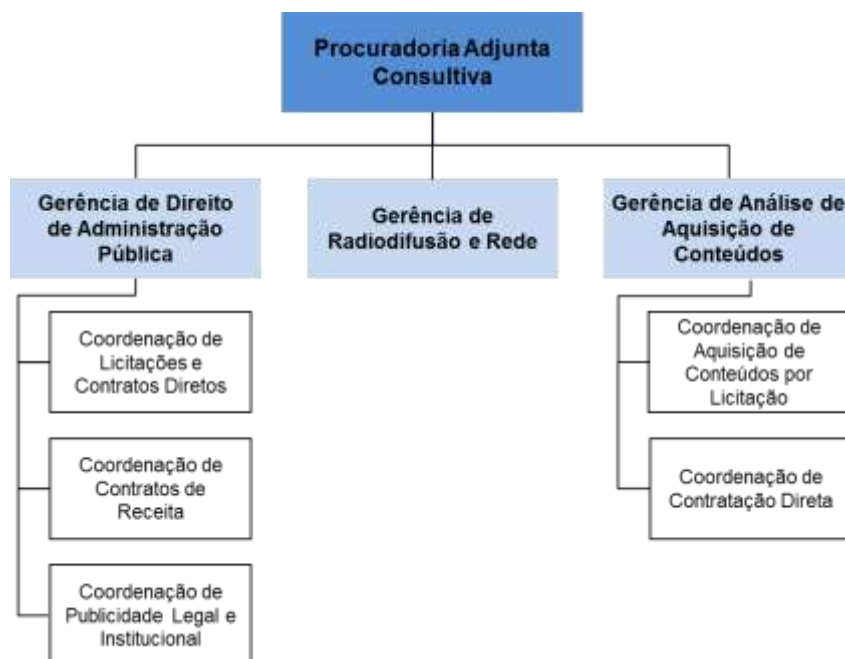 Procuradoria Adjunta
Consultiva
Gerência de Direito
de Administração
Pública
Gerência de
Radiodifusão e Rede
Gerência de Análise de
Aquisição de
Conteúdos
Coordenação de
Licitações e
Contratos Diretos
Coordenação de
Contratos de
Receita
Coordenação de
Publicidade Legal e
Institucional
Coordenação de
Aquisição de
Conteúdos por
Licitação
Coordenação de
Contratação Direta